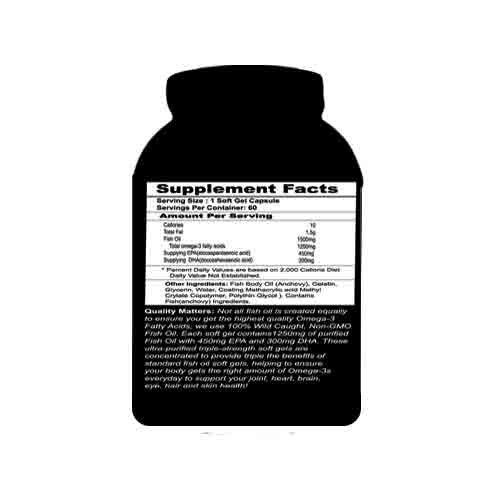 Supplement Facts
Serving Size : 1 Soft Gel Capsule
Servings Per Container: 60
Amount Per Serving
Calories 10
Total Fat 1.5g
Fish Oil 1500mg
Total omega-3 fatty acids 1250mg
Supplying EPA(eicosapantaenoic acid) 450mg
Supplying DHA(docosahexaenoic acid) 300mg
* Percent Daily Values are based on 2,000 Calorie Diet
Daily Value Not Established.
Other Ingredients: Fish Body Oil (Anchovy), Gelatin,
Glycerin, Water, Coating Methacrylic acid Methyl
Crylate Copolymer, Polythin Glycol ). Contains
Fish(anchovy) Ingredients.
Quality Matters: Not all fish oil is created equally
to ensure you get the highest quality Omega-3
Fatty Acids, we use 100% Wild Caught, Non-GMO
Fish Oil. Each soft gel contains1250mg of purified
Fish Oil with 450mg EPA and 300mg DHA. These
ultra-purified triple-strength soft gels are
concentrated to provide triple the benefits of
standard fish oil soft gels, helping to ensure
your body gets the right amount of Omega-3s
everyday to support your joint, heart, brain,
eye, hair and skin health!